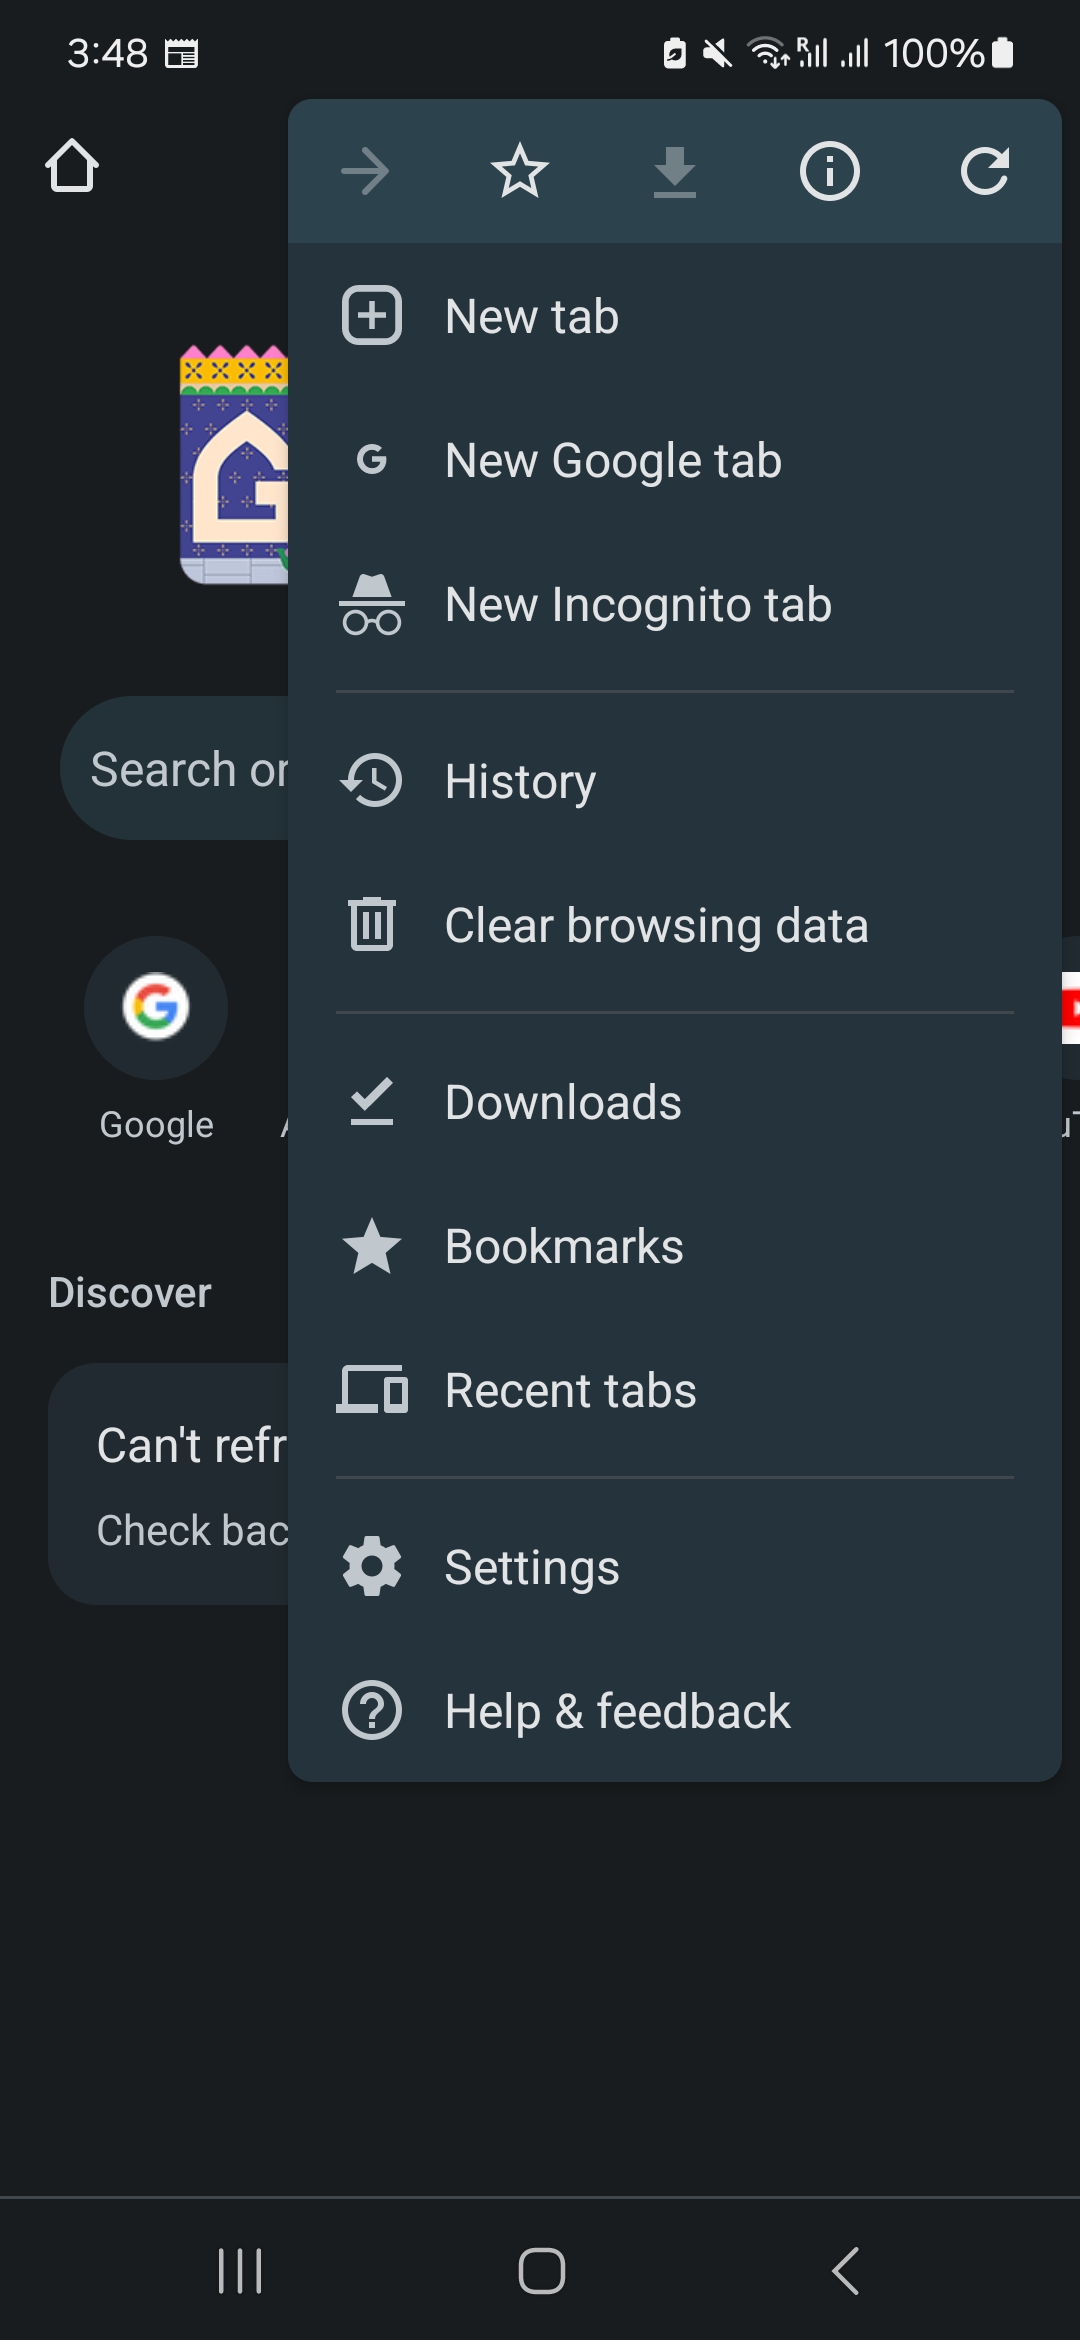 3:48
R
100%
New tab
G
New Google tab
New Incognito tab
Search or
History
Clear browsing data
Google
Downloads
Bookmarks
Discover
Recent tabs
Can't refr
Check bac
Settings
Help & feedback